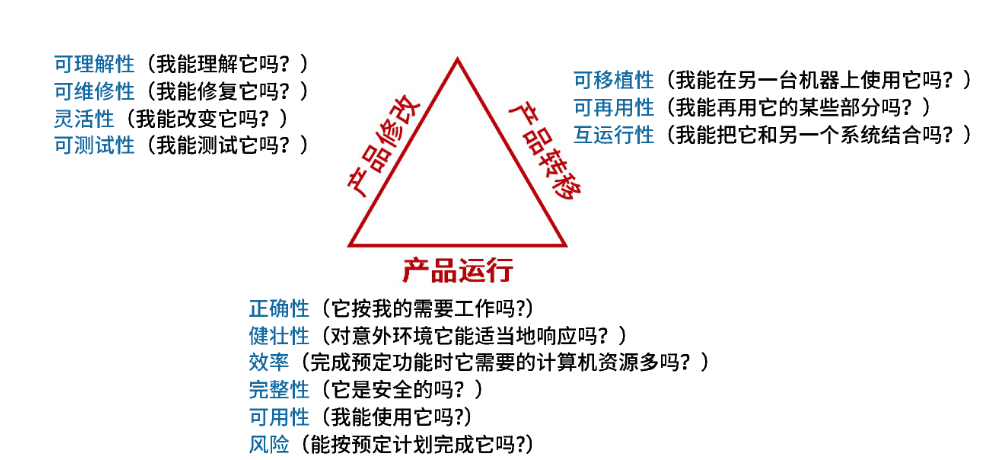 可理解性（我能理解它吗？）
可维修性（我能修复它吗？）
灵活性（我能改变它吗？）
可测试性（我能测试它吗？）
产品修改
产品转移
可移植性（我能在另一台机器上使用它吗？）
可再用性（我能再用它的某些部分吗？）
互运行性（我能把它和另一个系统结合吗？）
产品运行
正确性（它按我的需要工作吗?）
健壮性（对意外环境它能适当地响应吗？）
效率（完成预定功能时它需要的计算机资源多吗？）
完整性（它是安全的吗？）
可用性（我能使用它吗?）
风险（能按预定计划完成它吗?）